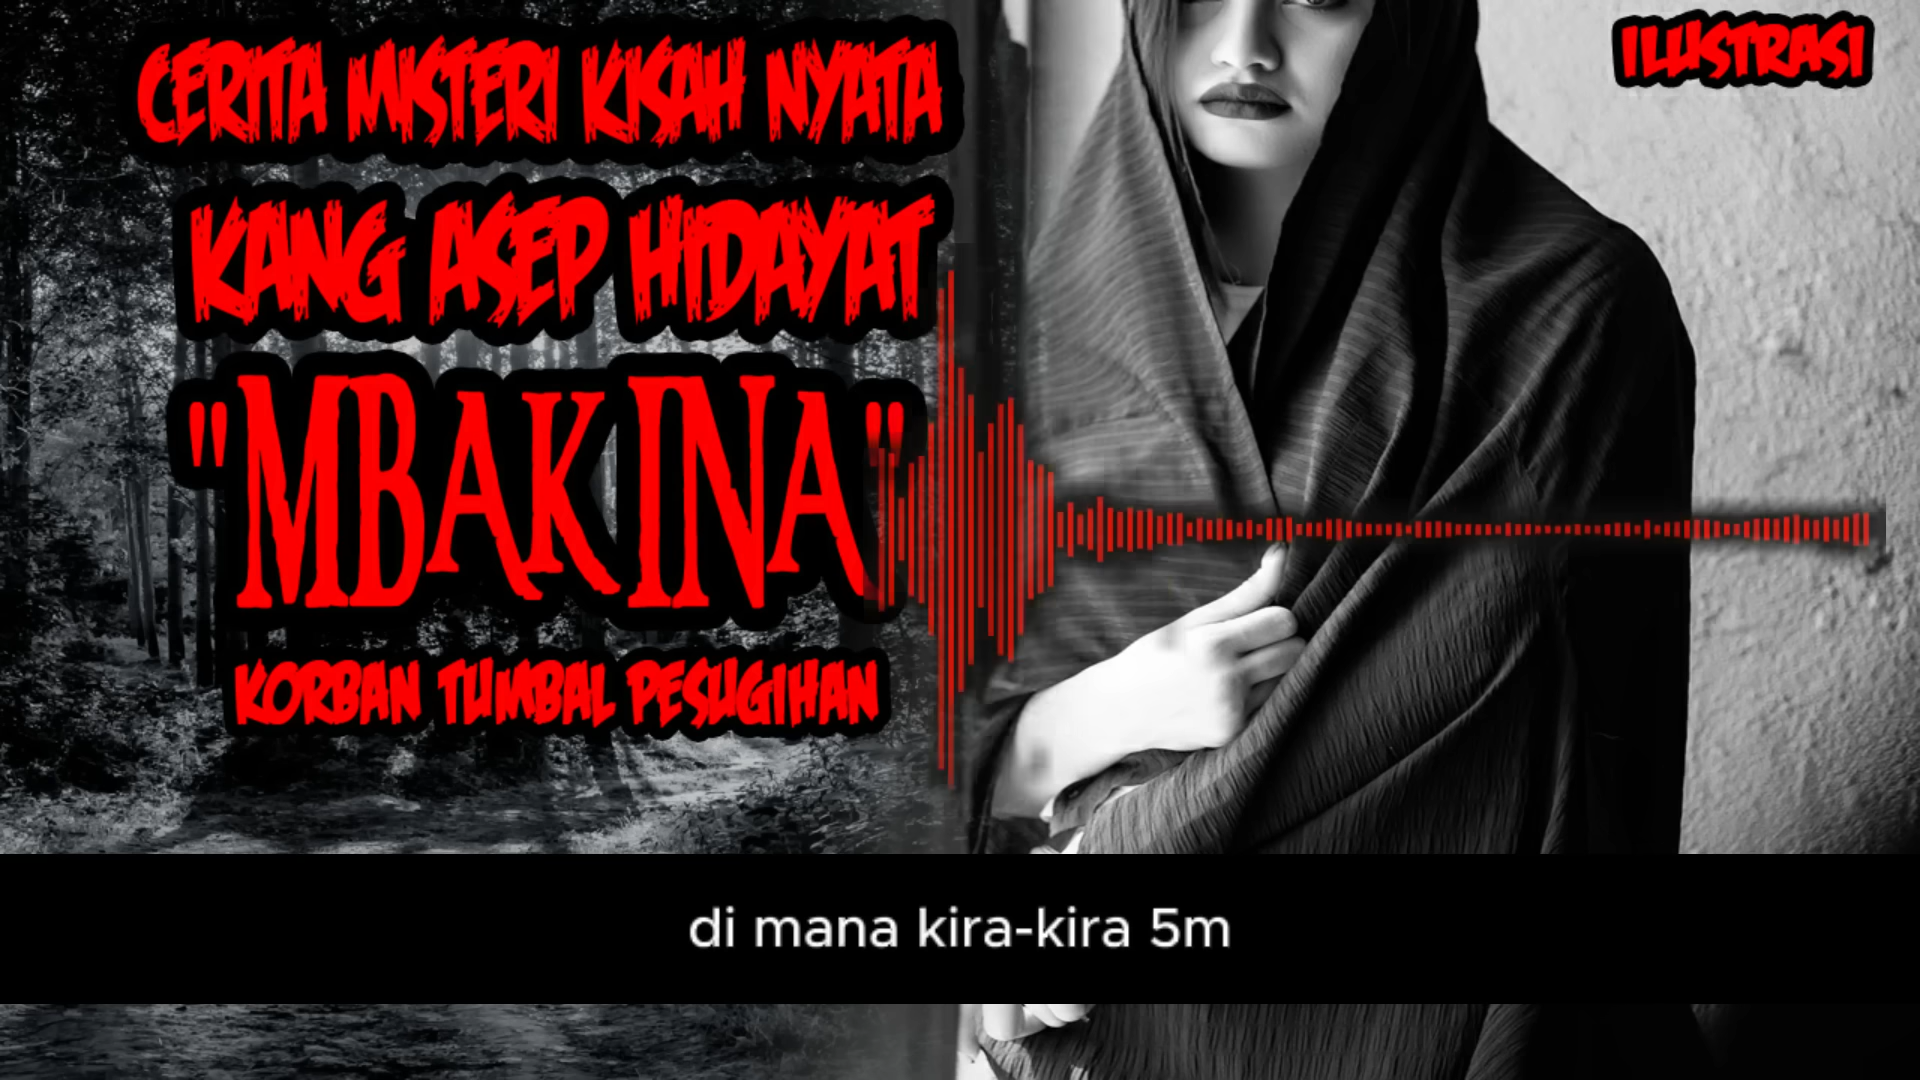 CERITA MISTERI KISAH NYATA
ILUSTRASI
KANG ASEP HIDAYAT
"MBAK INA"
KORBAN TUMBAL PESUGIHAN
di mana kira-kira 5m